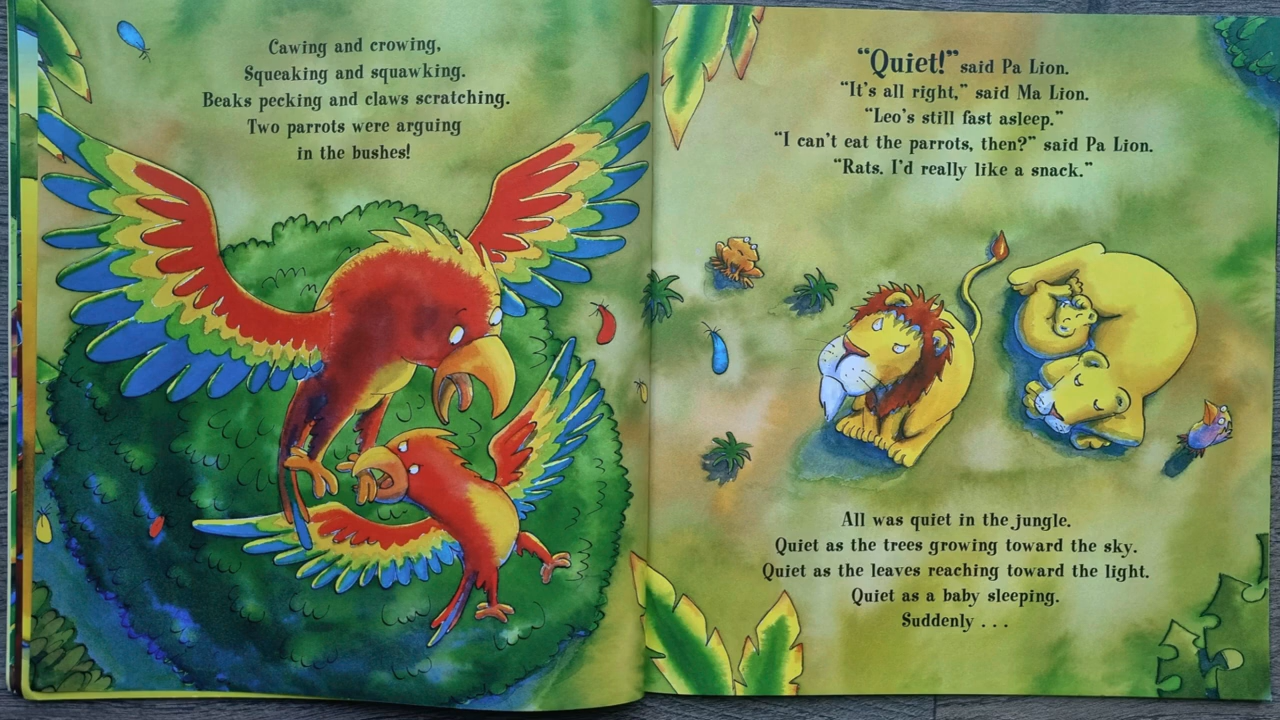 Cawing and crowing,
Squeaking and squawking.
Beaks pecking and claws scratching.
Two parrots were arguing
in the bushes!
“Quiet!” said Pa Lion.
“It’s all right,” said Ma Lion.
“Leo’s still fast asleep.”
“I can’t eat the parrots, then?” said Pa Lion.
“Rats. I’d really like a snack.”
All was quiet in the jungle.
Quiet as the trees growing toward the sky.
Quiet as the leaves reaching toward the light.
Quiet as a baby sleeping.
Suddenly . . .